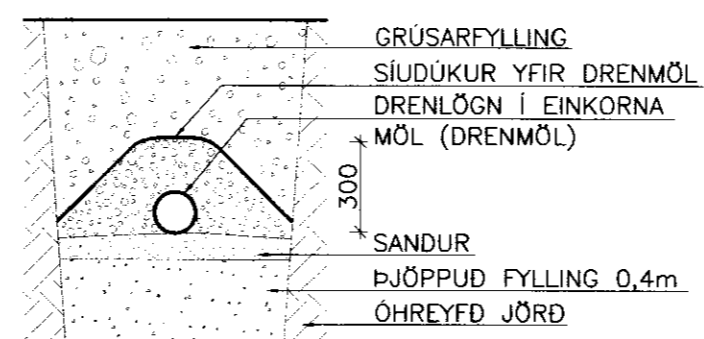 GRÚSARFYLLING
SÍUDÚKUR YFIR DRENMÖL
DRENLÖGN Í EINKORNA
MÖL (DRENMÖL)
300
SANDUR
ÞJÖPPUÐ FYLLING 0,4m
ÓHREYFÐ JÖRÐ